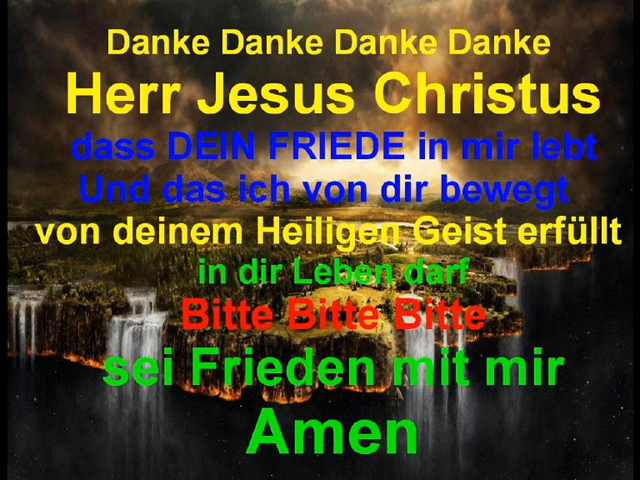 Danke Danke Danke Danke
Herr Jesus Christus
dass DEIN FRIEDE in mir lebt
Und das ich von dir bewegt
von deinem Heiligen Geist erfüllt
in dir Leben darf
Bitte Bitte Bitte
sei Frieden mit mir
Amen